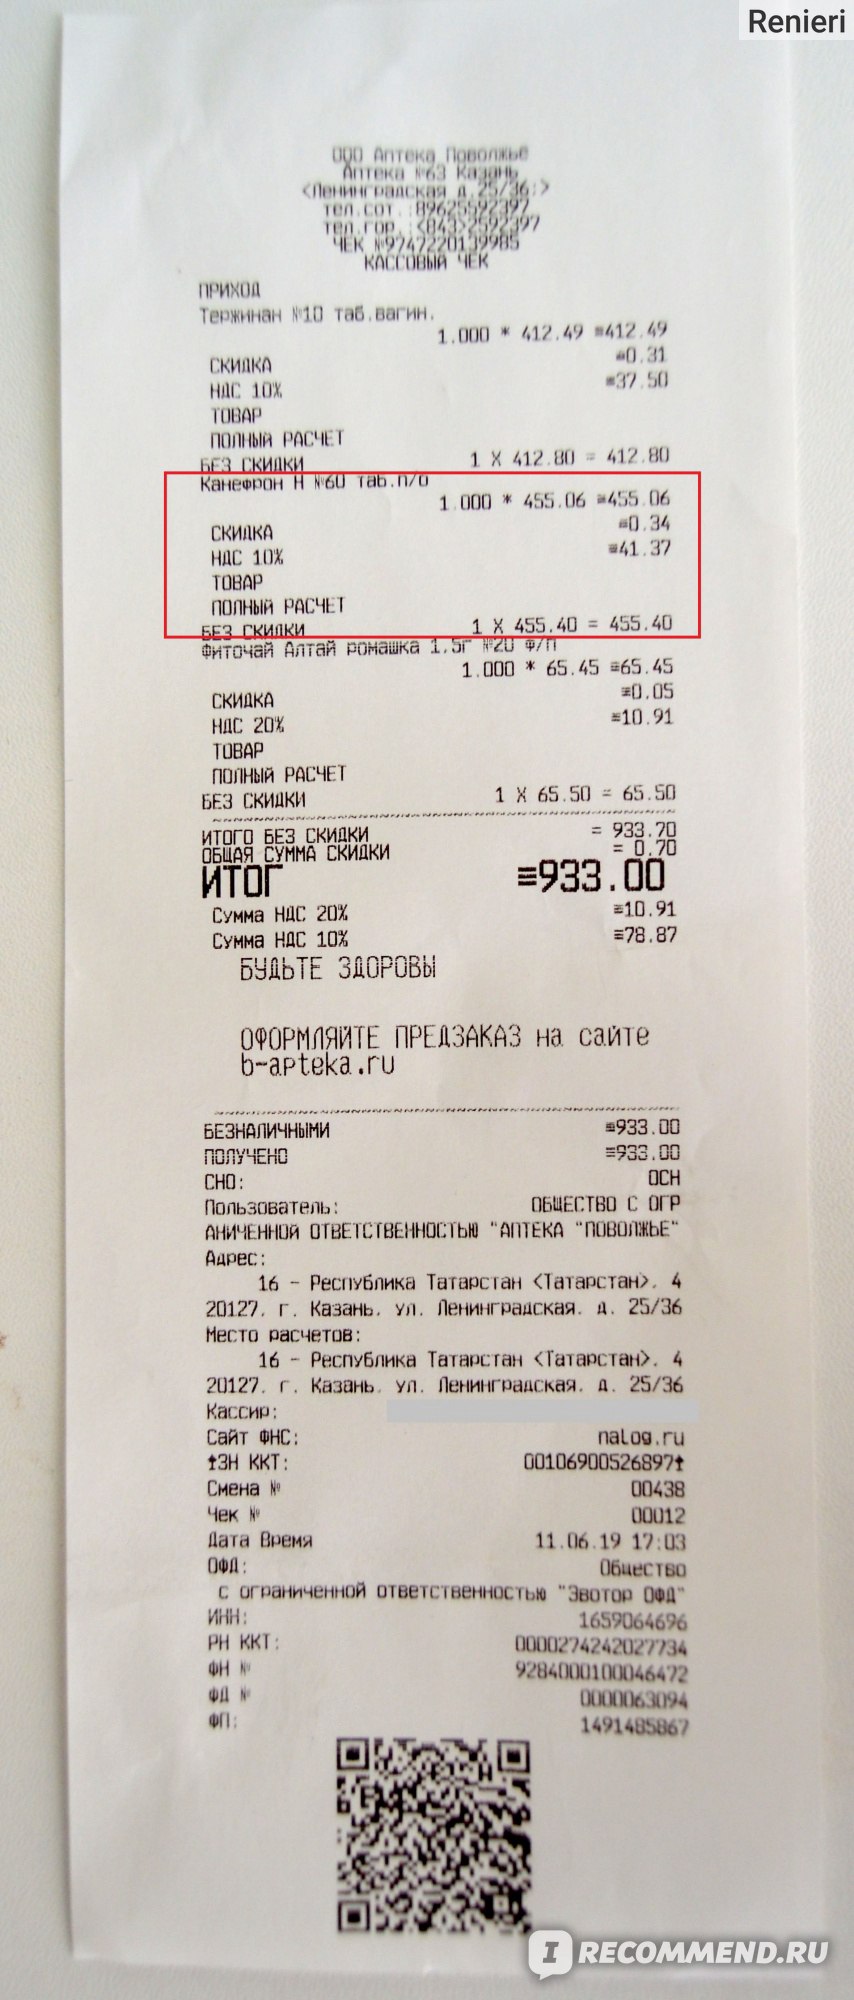 Renieri
ООО Аптека Поволжье
Аптека №63 Казань
<Ленинградская д.25/36;>
тел.сот.:89625592397
тел.гор.:<843>2592397
ЧЕК №9747220139985
КАССОВЫЙ ЧЕК
ПРИХОД
Тержинан №10 таб.вагин.
1.000 * 412.49 ≡412.49
СКИДКА ≡0.31
НДС 10% ≡37.50
ТОВАР
ПОЛНЫЙ РАСЧЕТ
БЕЗ СКИДКИ 1 X 412.80 = 412.80
Канефрон Н №60 таб.п/о
1.000 * 455.06 ≡455.06
СКИДКА ≡0.34
НДС 10% ≡41.37
ТОВАР
ПОЛНЫЙ РАСЧЕТ
БЕЗ СКИДКИ 1 X 455.40 = 455.40
Фиточай Алтай ромашка 1.5г №20 ф/п
1.000 * 65.45 ≡65.45
СКИДКА ≡0.05
НДС 20% ≡10.91
ТОВАР
ПОЛНЫЙ РАСЧЕТ
БЕЗ СКИДКИ 1 X 65.50 = 65.50
ИТОГО БЕЗ СКИДКИ = 933.70
ОБЩАЯ СУММА СКИДКИ = 0.70
ИТОГ ≡933.00
Сумма НДС 20% ≡10.91
Сумма НДС 10% ≡78.87
БУДЬТЕ ЗДОРОВЫ
ОФОРМЛЯЙТЕ ПРЕДЗАКАЗ на сайте
b-apteka.ru
БЕЗНАЛИЧНЫМИ ≡933.00
ПОЛУЧЕНО ≡933.00
СНО: ОСН
Пользователь: ОБЩЕСТВО С ОГР
АНИЧЕННОЙ ОТВЕТСТВЕННОСТЬЮ "АПТЕКА "ПОВОЛЖЬЕ"
Адрес:
16 - Республика Татарстан <Татарстан>, 4
20127, г. Казань, ул. Ленинградская, д. 25/36
Место расчетов:
16 - Республика Татарстан <Татарстан>, 4
20127, г. Казань, ул. Ленинградская, д. 25/36
Кассир:
Сайт ФНС: nalog.ru
↑ЗН ККТ: 00106900526897↑
Смена № 00438
Чек № 00012
Дата Время 11.06.19 17:03
ОФД: Общество
с ограниченной ответственностью "Эвотор ОФД"
ИНН: 1659064696
РН ККТ: 0000274242027734
ФН № 9284000100046472
ФД № 0000063094
ФП: 1491485867
IRECOMMEND.RU